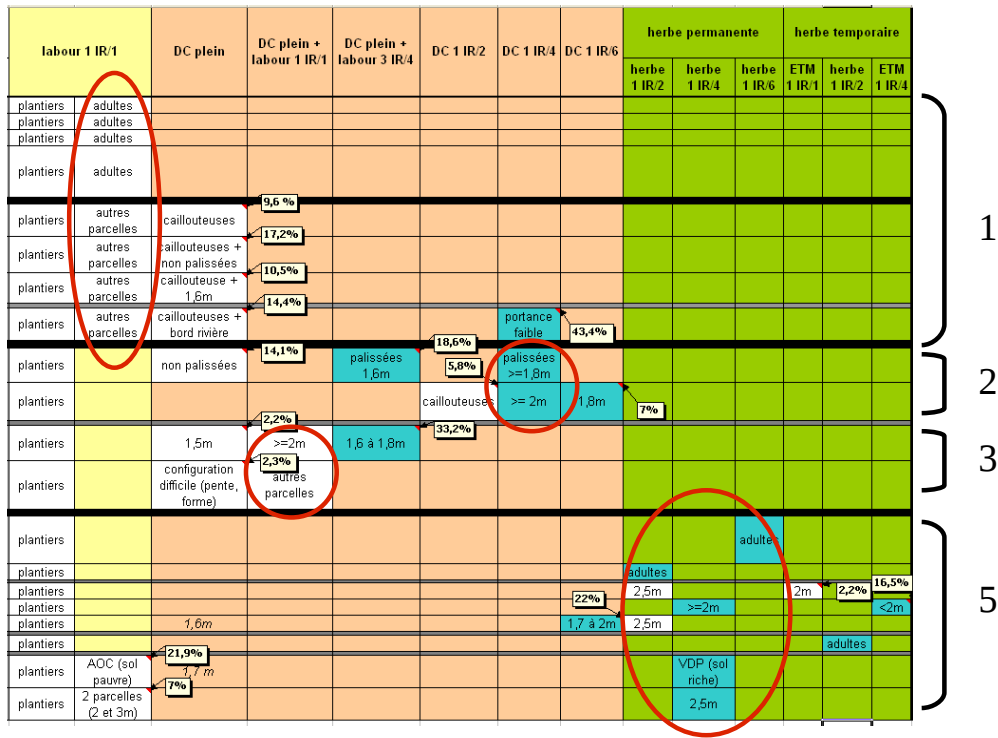 labour 1 IR/1
DC plein
DC plein +
labour 1 IR/1
DC plein +
labour 3 IR/4
DC 1 IR/2
DC 1 IR/4
DC 1 IR/6
herbe permanente
herbe temporaire
herbe
1 IR/2
herbe
1 IR/4
herbe
1 IR/6
ETM
1 IR/1
herbe
1 IR/2
ETM
1 IR/4
plantiers adultes
plantiers adultes
plantiers adultes
plantiers adultes
9,6 %
plantiers
autres
parcelles
caillouteuses
17,2%
plantiers
autres
parcelles
caillouteuses +
non palissées
10,5%
plantiers
autres
parcelles
caillouteuse +
1,6m
14,4%
plantiers
autres
parcelles
caillouteuses +
bord rivière
portance
faible
43,4%
1
plantiers
non palissées
14,1%
palissées
1,6m
18,6%
5,8%
palissées
>=1,8m
plantiers
caillouteuses
>= 2m
1,8m
7%
2
2,2%
33,2%
plantiers
1,5m
>=2m
1,6 à 1,8m
2,3%
plantiers
configuration
difficile (pente,
forme)
autres
parcelles
3
plantiers
adultes
plantiers
adultes
plantiers
2,5m
2m
2,2%
16,5%
plantiers
22%
>=2m
<2m
plantiers
1,6m
1,7 à 2m
2,5m
plantiers
adultes
21,9%
plantiers
AOC (sol
pauvre)
1,7 m
VDP (sol
riche)
7%
plantiers
2 parcelles
(2 et 3m)
2,5m
5